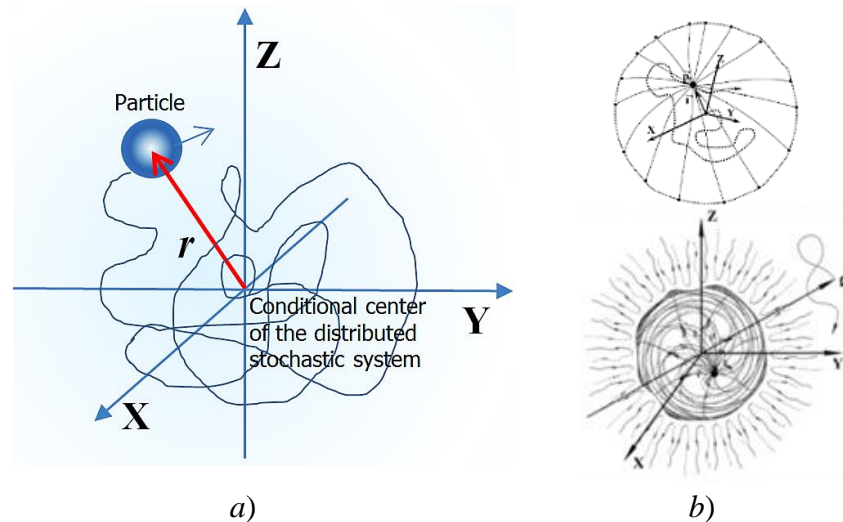 Z
Particle
r
Conditional center
of the distributed
stochastic system
Y
X
a)
Z
X
Y
Z
Y
X
b)